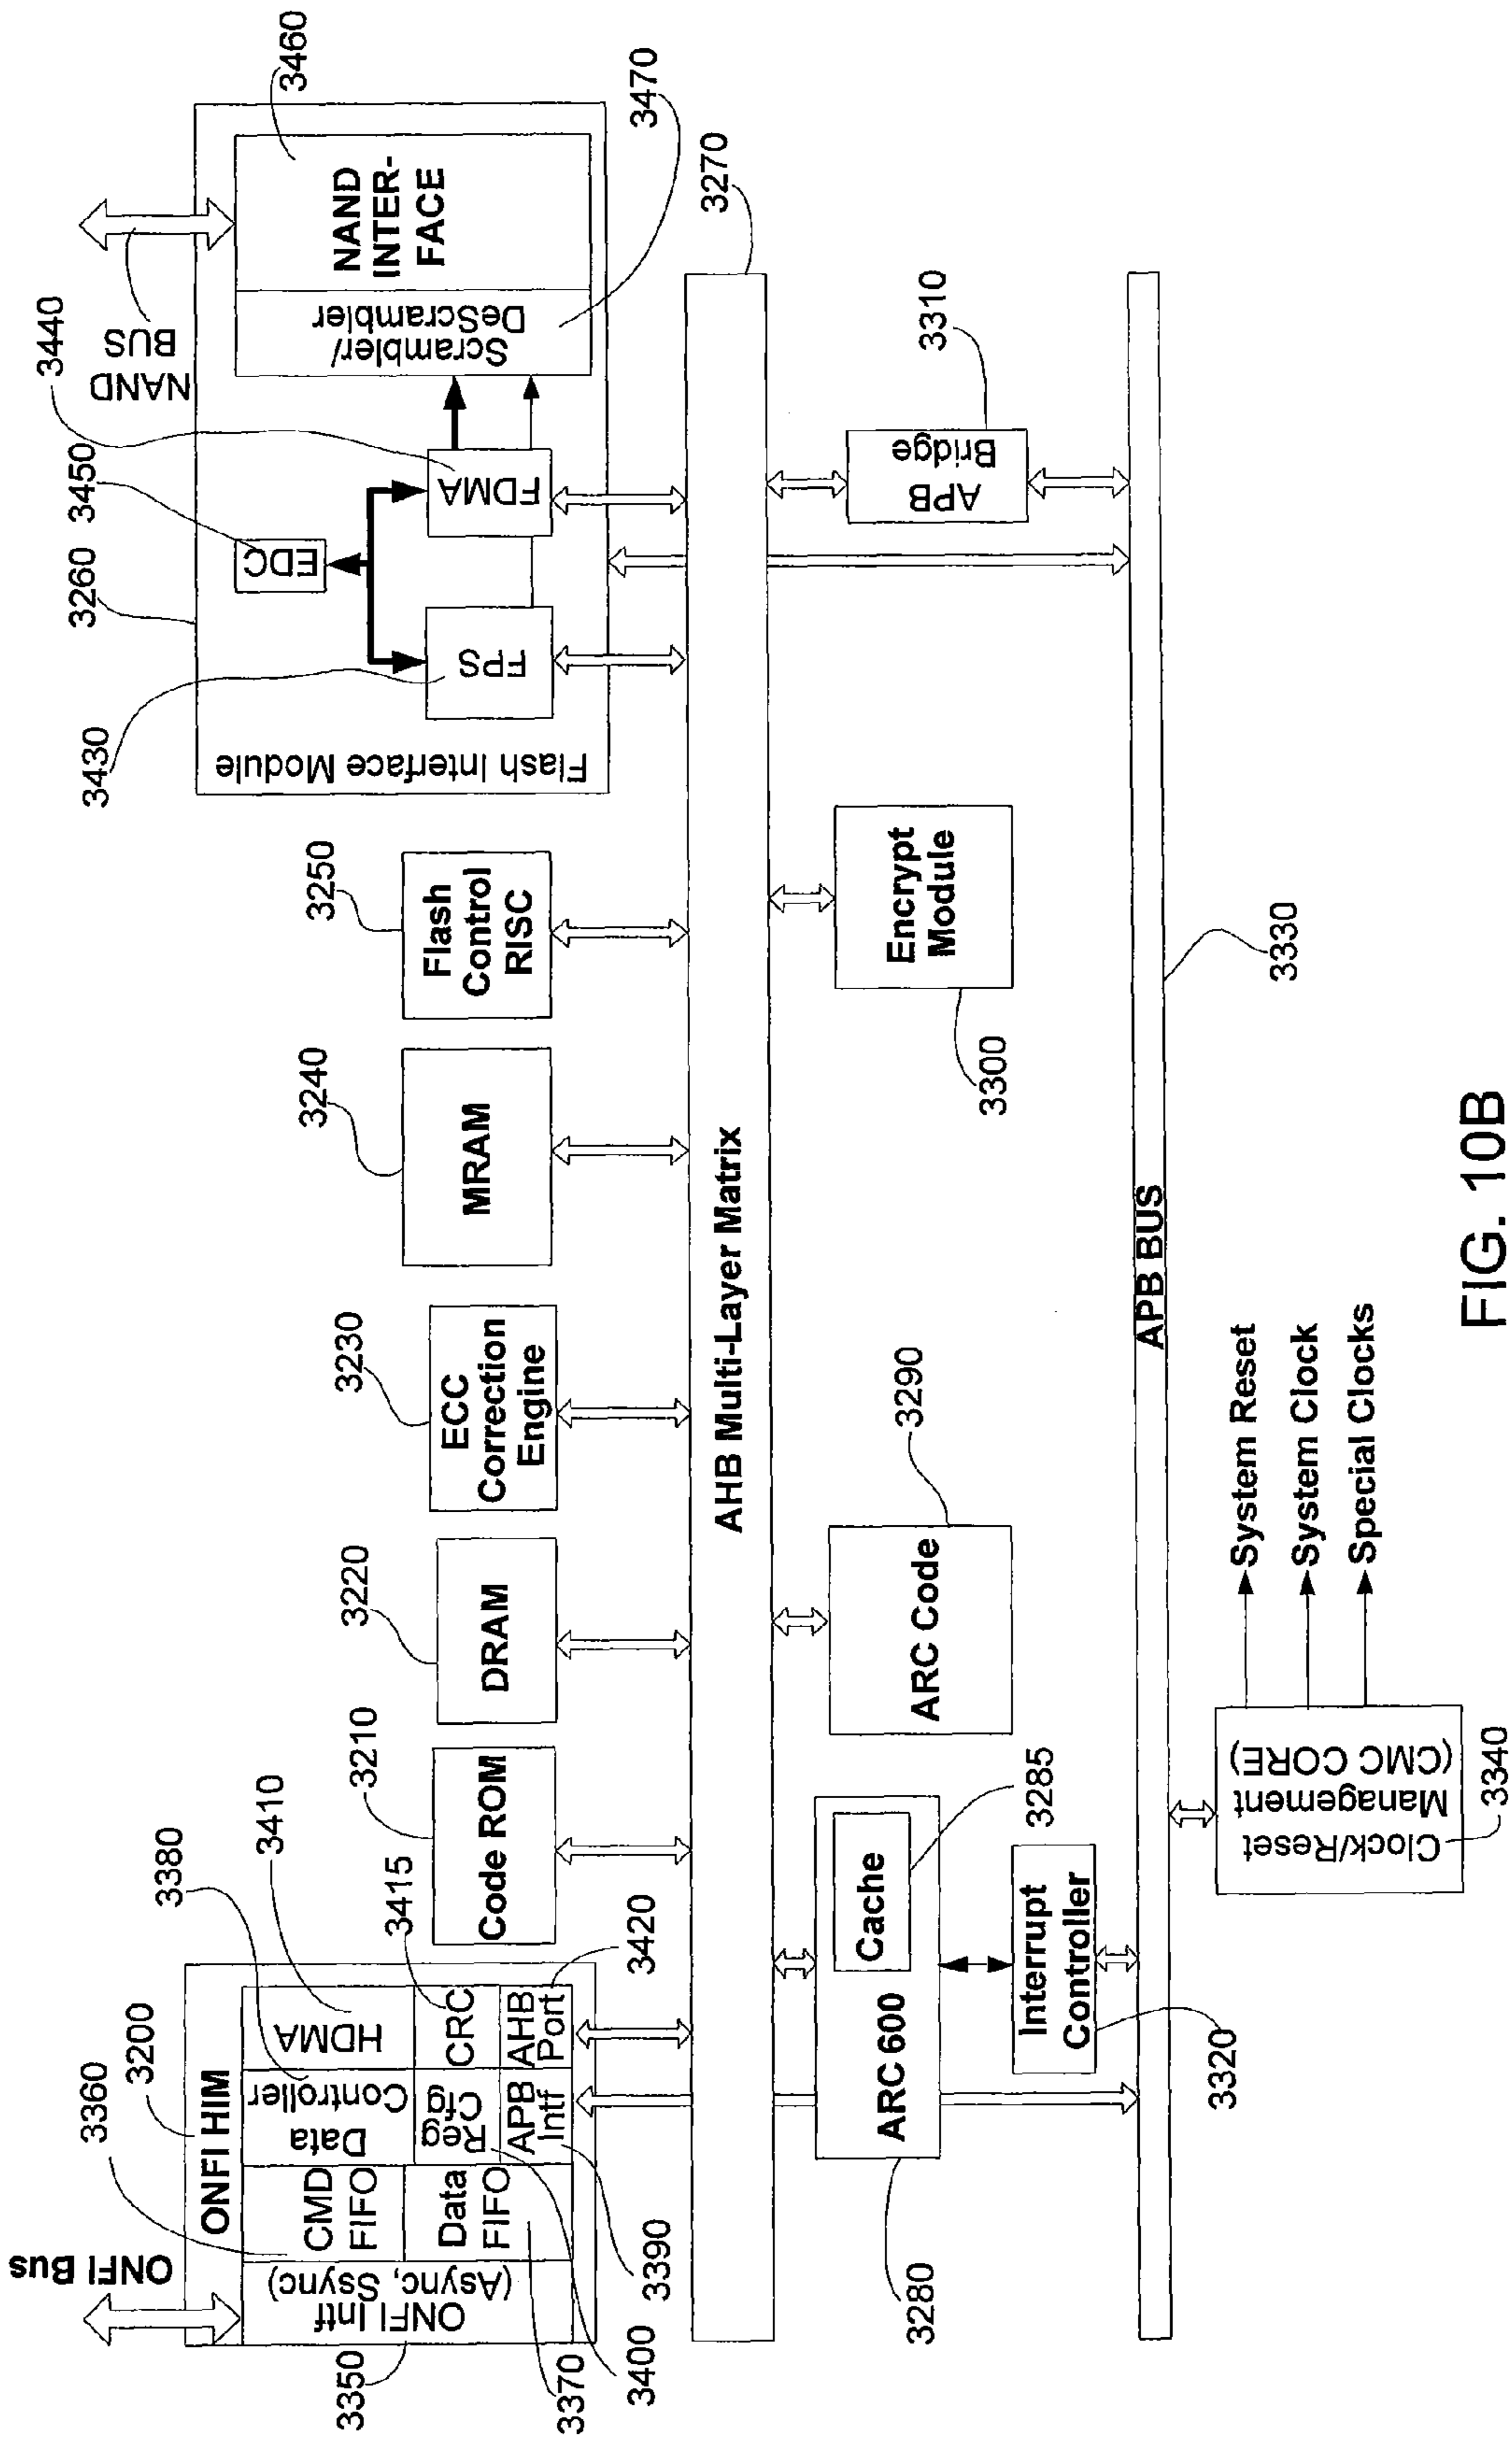 ONFI Bus
ONFI HIM
3200
3360
3380
3410
3415
3420
3350
3370
3400
3390
ONFI Intf
(Async, Ssync)
CMD
FIFO
Data
FIFO
Data
Controller
Reg
Cfg
APB
Intf
HDMA
CRC
AHB
Port
3210
Code ROM
3220
DRAM
3230
ECC
Correction
Engine
3240
MRAM
3250
Flash
Control
RISC
3260
3430
3450
3440
Flash Interface Module
FPS
EDC
FDMA
Scrambler/
DeScrambler
NAND
INTER-
FACE
NAND
BUS
3460
3470
3270
AHB Multi-Layer Matrix
3280
ARC 600
Cache
3285
ARC Code
3290
Encrypt
Module
3300
APB
Bridge
3310
Interrupt
Controller
3320
APB BUS
3330
Clock/Reset
Management
(CMC CORE)
3340
System Reset
System Clock
Special Clocks
FIG. 10B